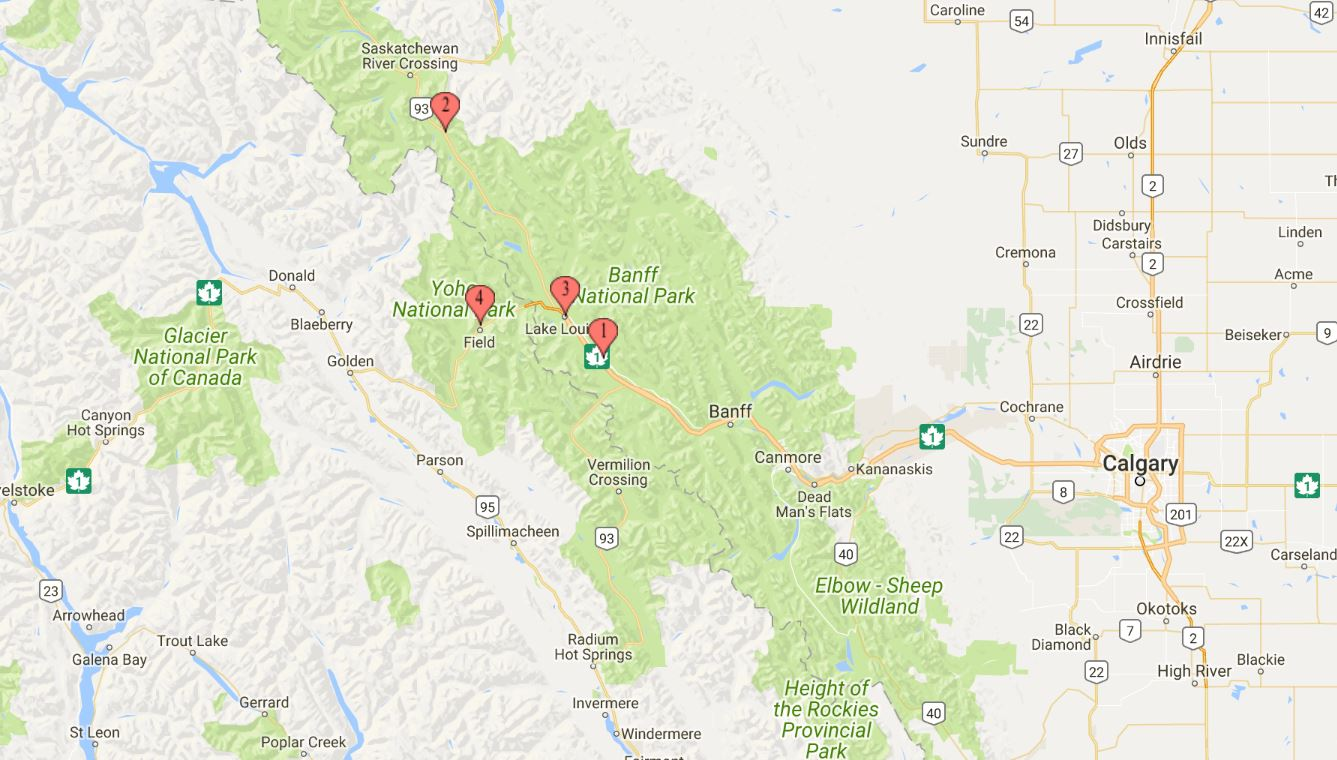 Caroline
54
42
Innisfail
Saskatchewan
River Crossing
93
2
Sundre
27
Olds
2
Didsbury
Linden
Carstairs
Cremona
2
Acme
Donald
1
Banff
National Park
3
4
National Park
Crossfield
Blaeberry
Glacier
National Park
of Canada
Field
1
1
22
Beiseker
9
Golden
Airdrie
Canyon
Hot Springs
Banff
Cochrane
1
Parson
Vermilion
Crossing
Canmore
Kananaskis
Calgary
1
1
Dead
Man's Flats
8
95
201
Spillimacheen
93
40
22
22X
Carseland
23
Elbow - Sheep
Wildland
Arrowhead
Okotoks
Trout Lake
Galena Bay
Radium
Hot Springs
Black
Diamond
7
2
22
High River
Blackie
Gerrard
Height of
the Rockies
Provincial
Park
Invermere
40
St Leon
Poplar Creek
Windermere